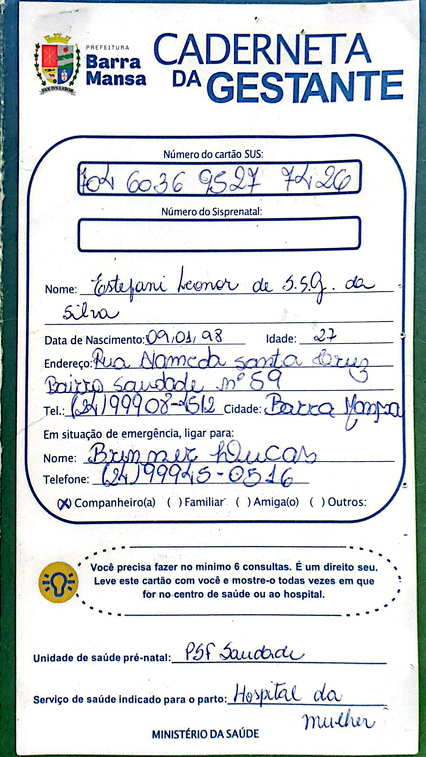 PREFEITURA
Barra
Mansa
CADERNETA
DA GESTANTE
Número do cartão SUS:
704 6036 9527 7426
Número do Sisprenatal:
Nome: Estefani Leonor de S.S.G. da
Silva
Data de Nascimento: 09,01,98 Idade: 27
Endereço: Rua Nameda Santa Cruz
Bairro Saudade nº 59
Tel.: (24)99908-1512 Cidade: Barra Mansa
Em situação de emergência, ligar para:
Nome: Brunner Lucas
Telefone: (24)99945-0516
(X) Companheiro(a) ( ) Familiar ( ) Amiga(o) ( ) Outros:
Você precisa fazer no mínimo 6 consultas. É um direito seu.
Leve este cartão com você e mostre-o todas vezes em que
for no centro de saúde ou ao hospital.
Unidade de saúde pré-natal: PSF Saudade
Serviço de saúde indicado para o parto: Hospital da
mulher
MINISTÉRIO DA SAÚDE